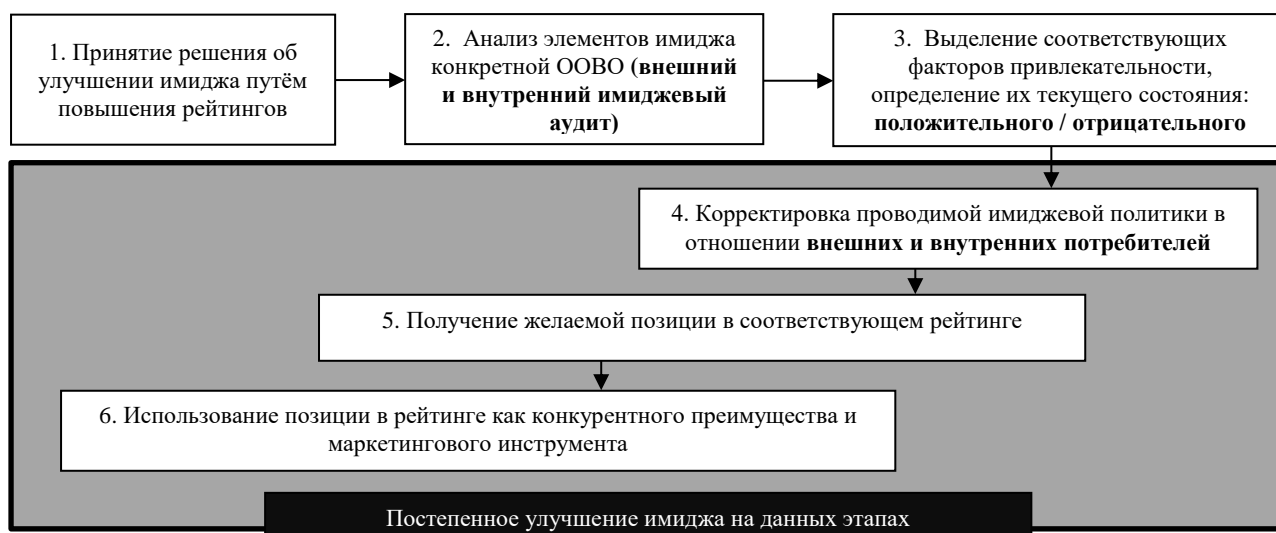 1. Принятие решения об
улучшении имиджа путём
повышения рейтингов
2. Анализ элементов имиджа
конкретной ООВО (внешний
и внутренний имиджевый
аудит)
3. Выделение соответствующих
факторов привлекательности,
определение их текущего состояния:
положительного / отрицательного
4. Корректировка проводимой имиджевой политики в
отношении внешних и внутренних потребителей
5. Получение желаемой позиции в соответствующем рейтинге
6. Использование позиции в рейтинге как конкурентного преимущества и
маркетингового инструмента
Постепенное улучшение имиджа на данных этапах